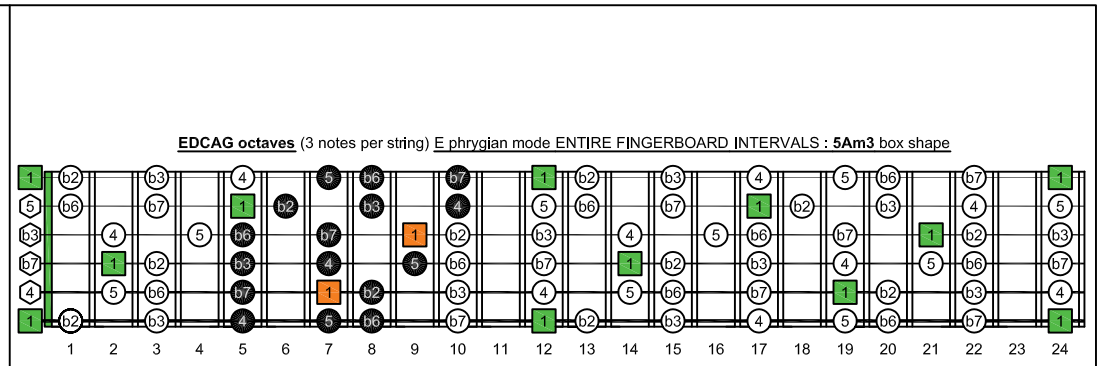 EDCAG octaves (3 notes per string) E phrygian mode ENTIRE FINGERBOARD INTERVALS : 5Am3 box shape
1 b2 b3 4 5 b6 b7 1 b2 b3 4 5 b6 b7 1
5 b6 b7 1 b2 b3 4 5 b6 b7 1 b2 b3 4 5
b3 4 5 b6 b7 1 b2 b3 4 5 b6 b7 1 b2 b3
b7 1 b2 b3 4 5 b6 b7 1 b2 b3 4 5 b6 b7
4 5 b6 b7 1 b2 b3 4 5 b6 b7 1 b2 b3 4
1 b2 b3 4 5 b6 b7 1 b2 b3 4 5 b6 b7 1
1 2 3 4 5 6 7 8 9 10 11 12 13 14 15 16 17 18 19 20 21 22 23 24